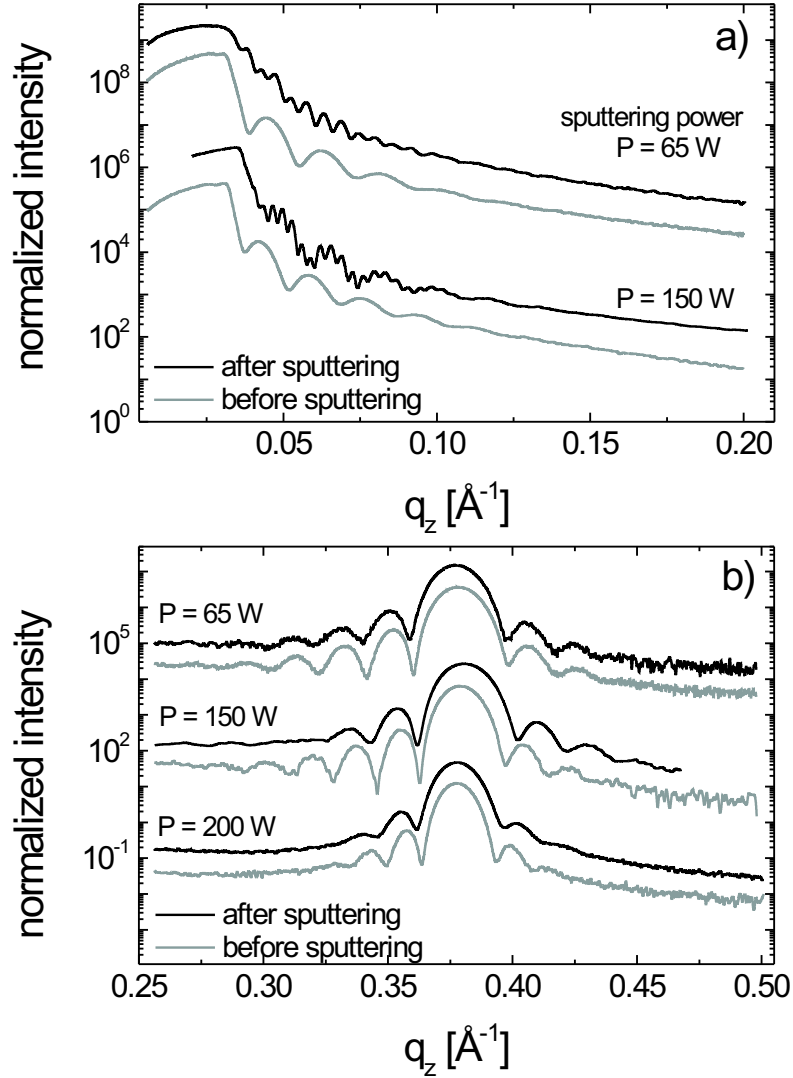 a)
10^8
10^6
10^4
10^2
10^0
normalized intensity
sputtering power
P = 65 W
P = 150 W
after sputtering
before sputtering
0.05
0.10
0.15
0.20
q_z [Å^-1]
b)
10^5
10^2
10^-1
normalized intensity
P = 65 W
P = 150 W
P = 200 W
after sputtering
before sputtering
0.25
0.30
0.35
0.40
0.45
0.50
q_z [Å^-1]